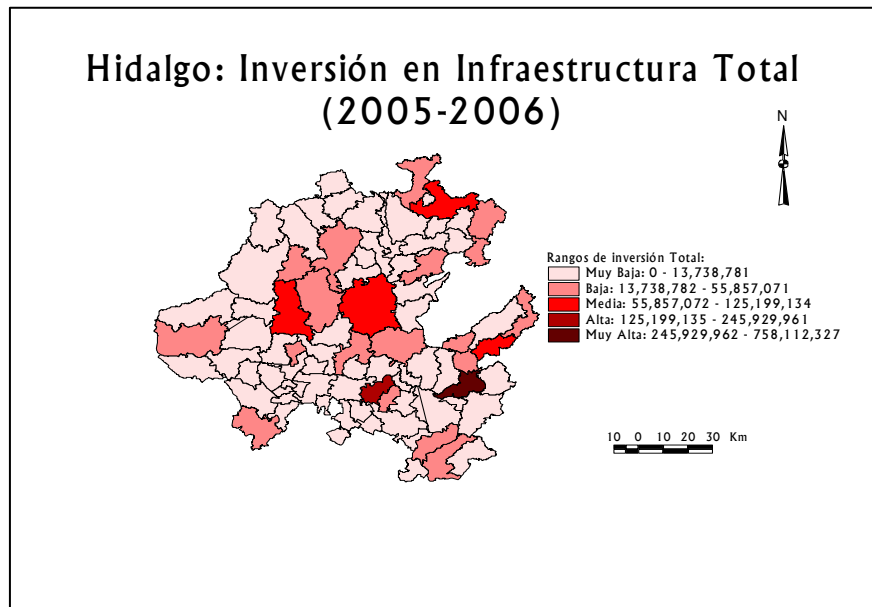 Hidalgo: Inversión en Infraestructura Total
(2005-2006)
N
Rangos de inversión Total:
Muy Baja: 0 - 13,738,781
Baja: 13,738,782 - 55,857,071
Media: 55,857,072 - 125,199,134
Alta: 125,199,135 - 245,929,961
Muy Alta: 245,929,962 - 758,112,327
10 0 10 20 30 Km